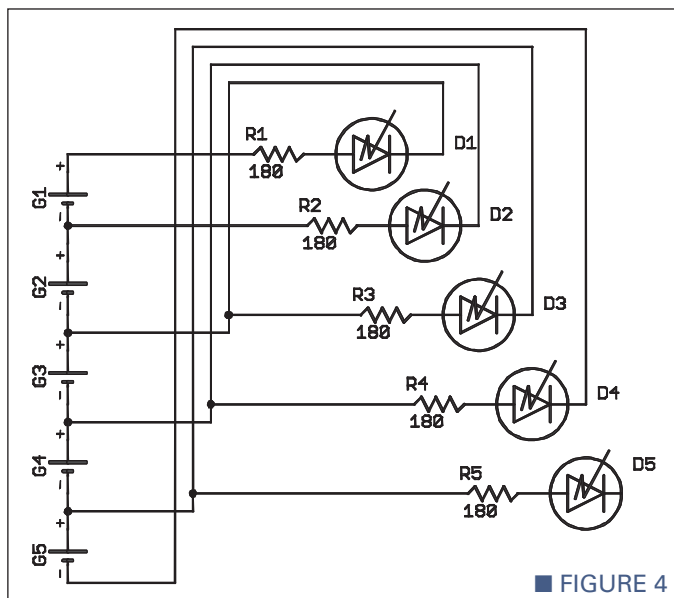 R1
180
D1
R2
180
D2
R3
180
D3
R4
180
D4
R5
180
D5
+
G1
-
+
G2
-
+
G3
-
+
G4
-
+
G5
-
■ FIGURE 4